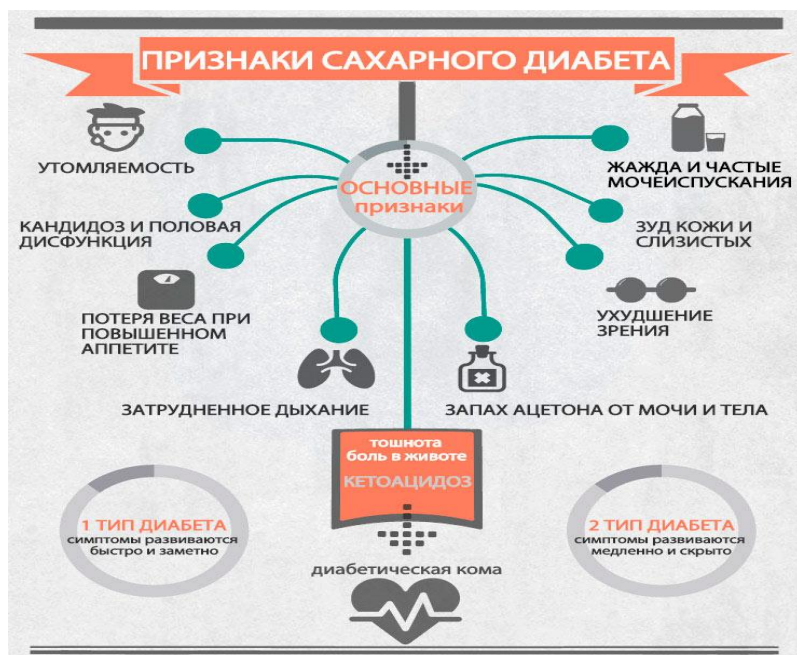 ПРИЗНАКИ САХАРНОГО ДИАБЕТА
ОСНОВНЫЕ
признаки
УТОМЛЯЕМОСТЬ
КАНДИДОЗ И ПОЛОВАЯ
ДИСФУНКЦИЯ
ПОТЕРЯ ВЕСА ПРИ
ПОВЫШЕННОМ
АППЕТИТЕ
ЗАТРУДНЕННОЕ ДЫХАНИЕ
ЖАЖДА И ЧАСТЫЕ
МОЧЕИСПУСКАНИЯ
ЗУД КОЖИ И
СЛИЗИСТЫХ
УХУДШЕНИЕ
ЗРЕНИЯ
ЗАПАХ АЦЕТОНА ОТ МОЧИ И ТЕЛА
тошнота
боль в животе
КЕТОАЦИДОЗ
диабетическая кома
1 ТИП ДИАБЕТА
симптомы развиваются
быстро и заметно
2 ТИП ДИАБЕТА
симптомы развиваются
медленно и скрыто